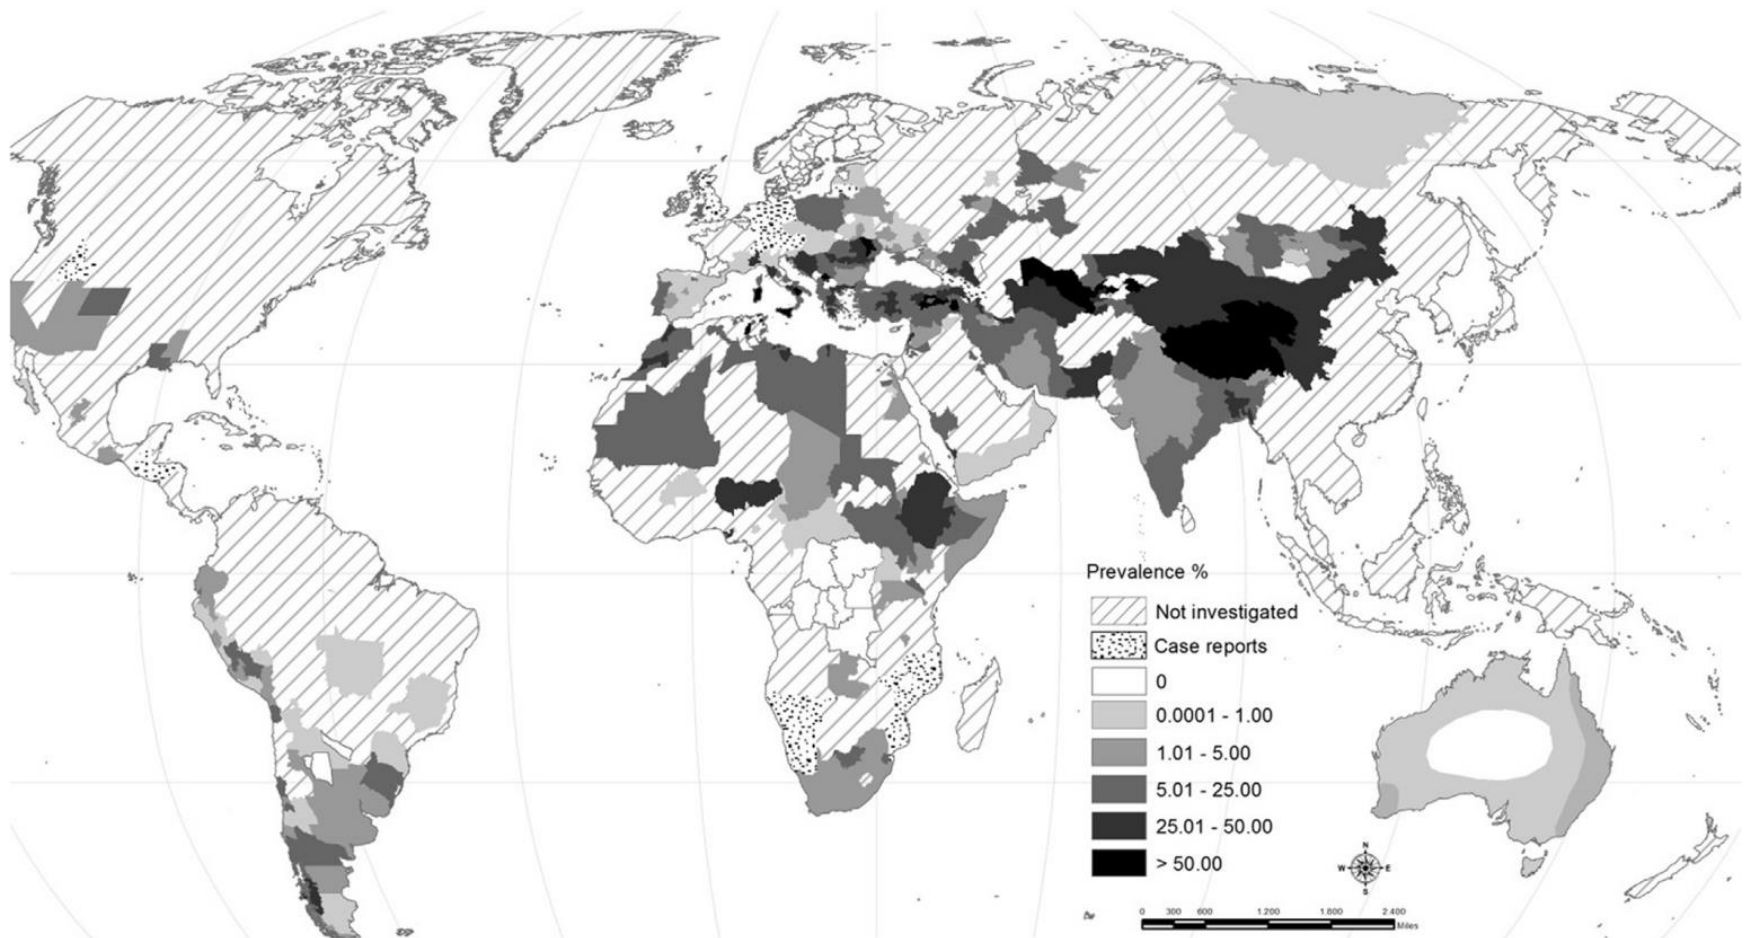 Prevalence %
Not investigated
Case reports
0
0.0001 - 1.00
1.01 - 5.00
5.01 - 25.00
25.01 - 50.00
> 50.00
N
W E
S
0 300 600 1.200 1.800 2.400
Miles